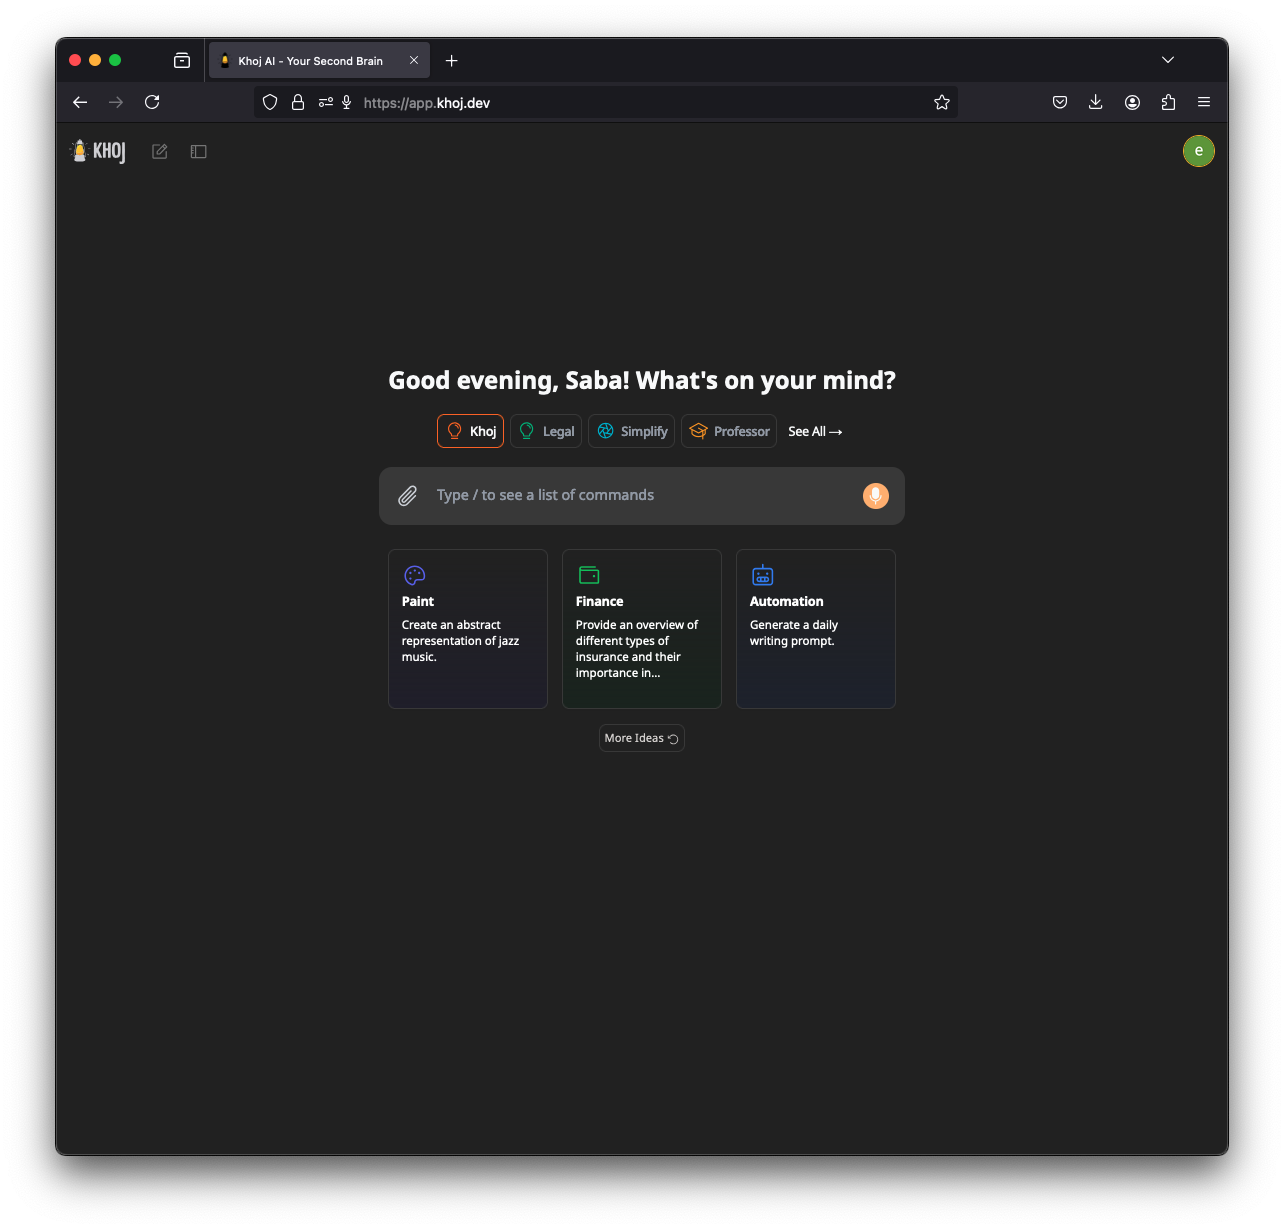 Khoj AI - Your Second Brain
https://app.khoj.dev
KHOJ
e
Good evening, Saba! What's on your mind?
Khoj
Legal
Simplify
Professor
See All →
Type / to see a list of commands
Paint
Create an abstract
representation of jazz
music.
Finance
Provide an overview of
different types of
insurance and their
importance in...
Automation
Generate a daily
writing prompt.
More Ideas